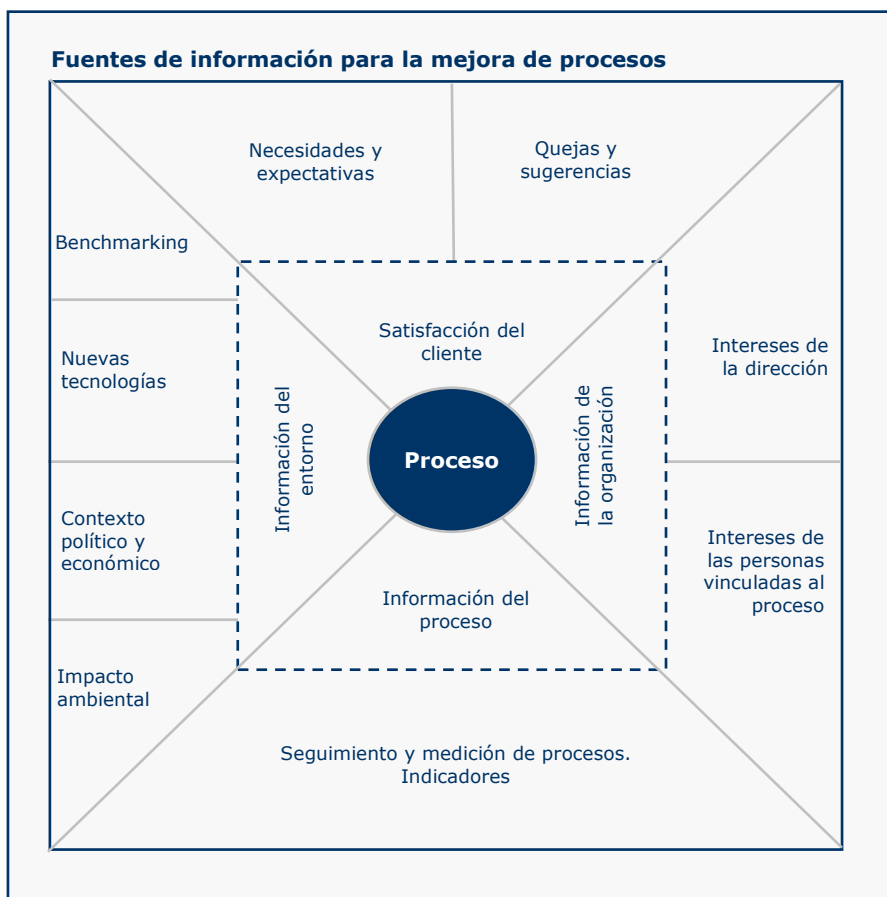 Fuentes de información para la mejora de procesos
Necesidades y
expectativas
Quejas y
sugerencias
Benchmarking
Nuevas
tecnologías
Contexto
político y
económico
Impacto
ambiental
Información del
entorno
Satisfacción del
cliente
Proceso
Información del
proceso
Información de
la organización
Intereses de
la dirección
Intereses de
las personas
vinculadas al
proceso
Seguimiento y medición de procesos.
Indicadores